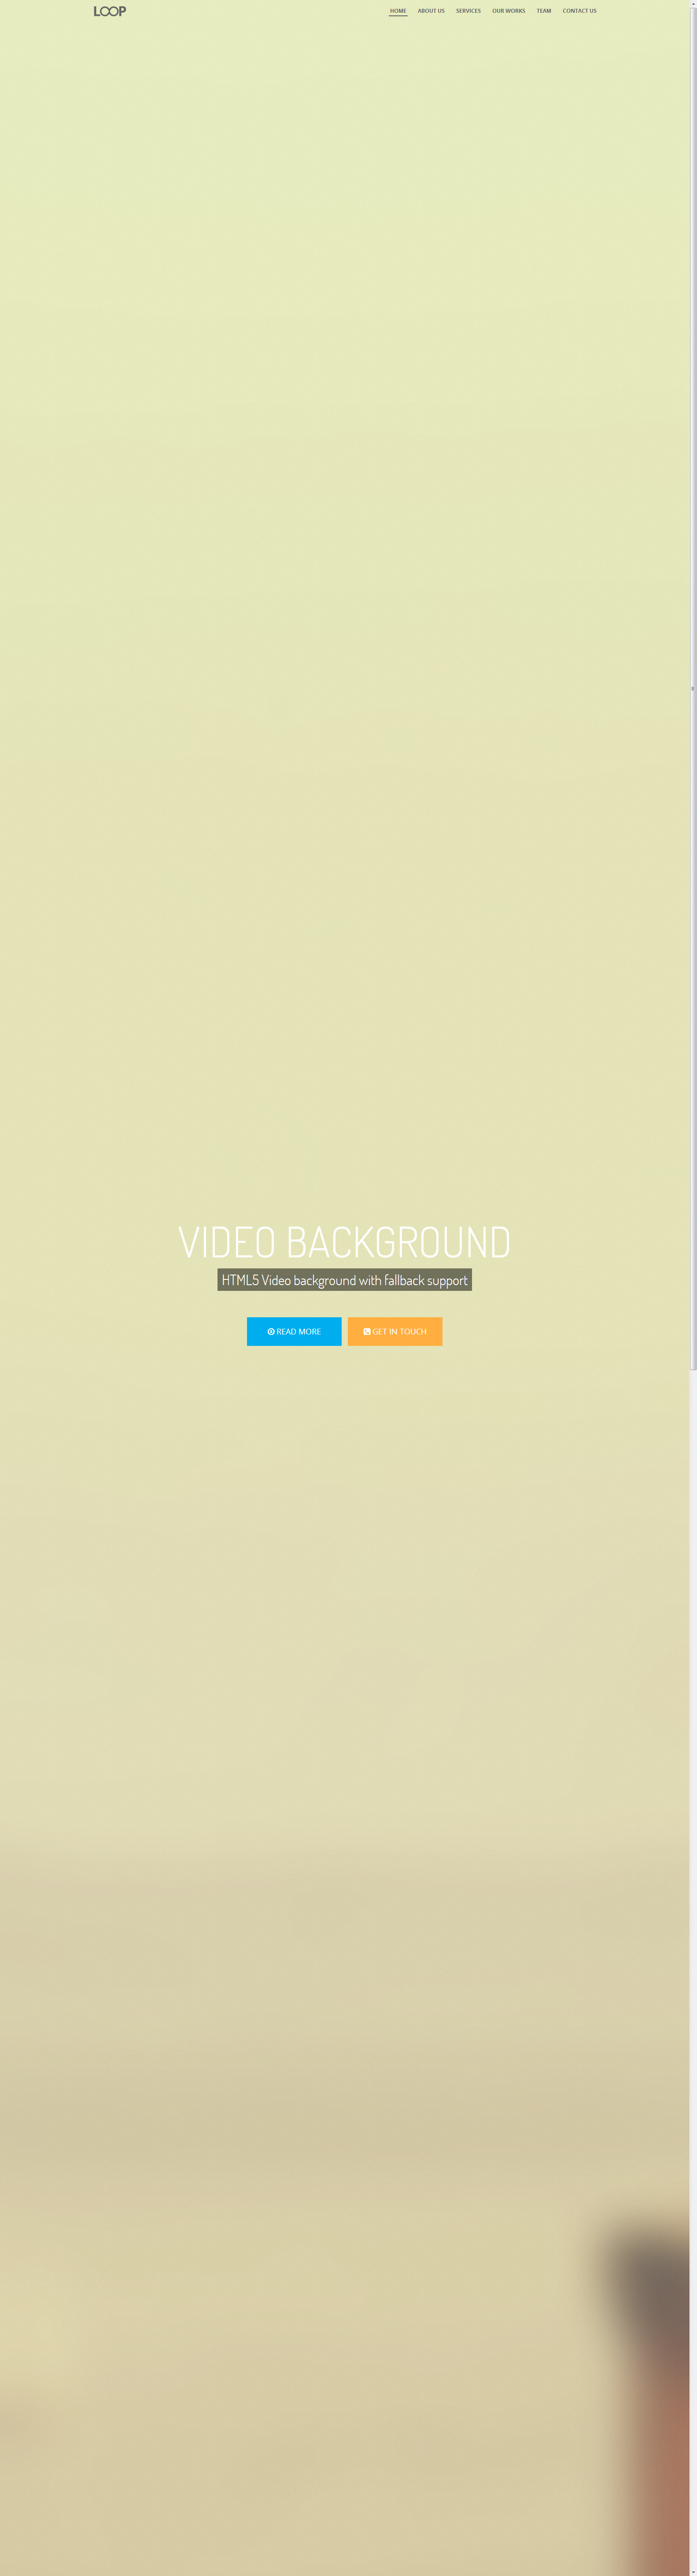 LOOP
HOME ABOUT US SERVICES OUR WORKS TEAM CONTACT US
VIDEO BACKGROUND
HTML5 Video background with fallback support
READ MORE GET IN TOUCH